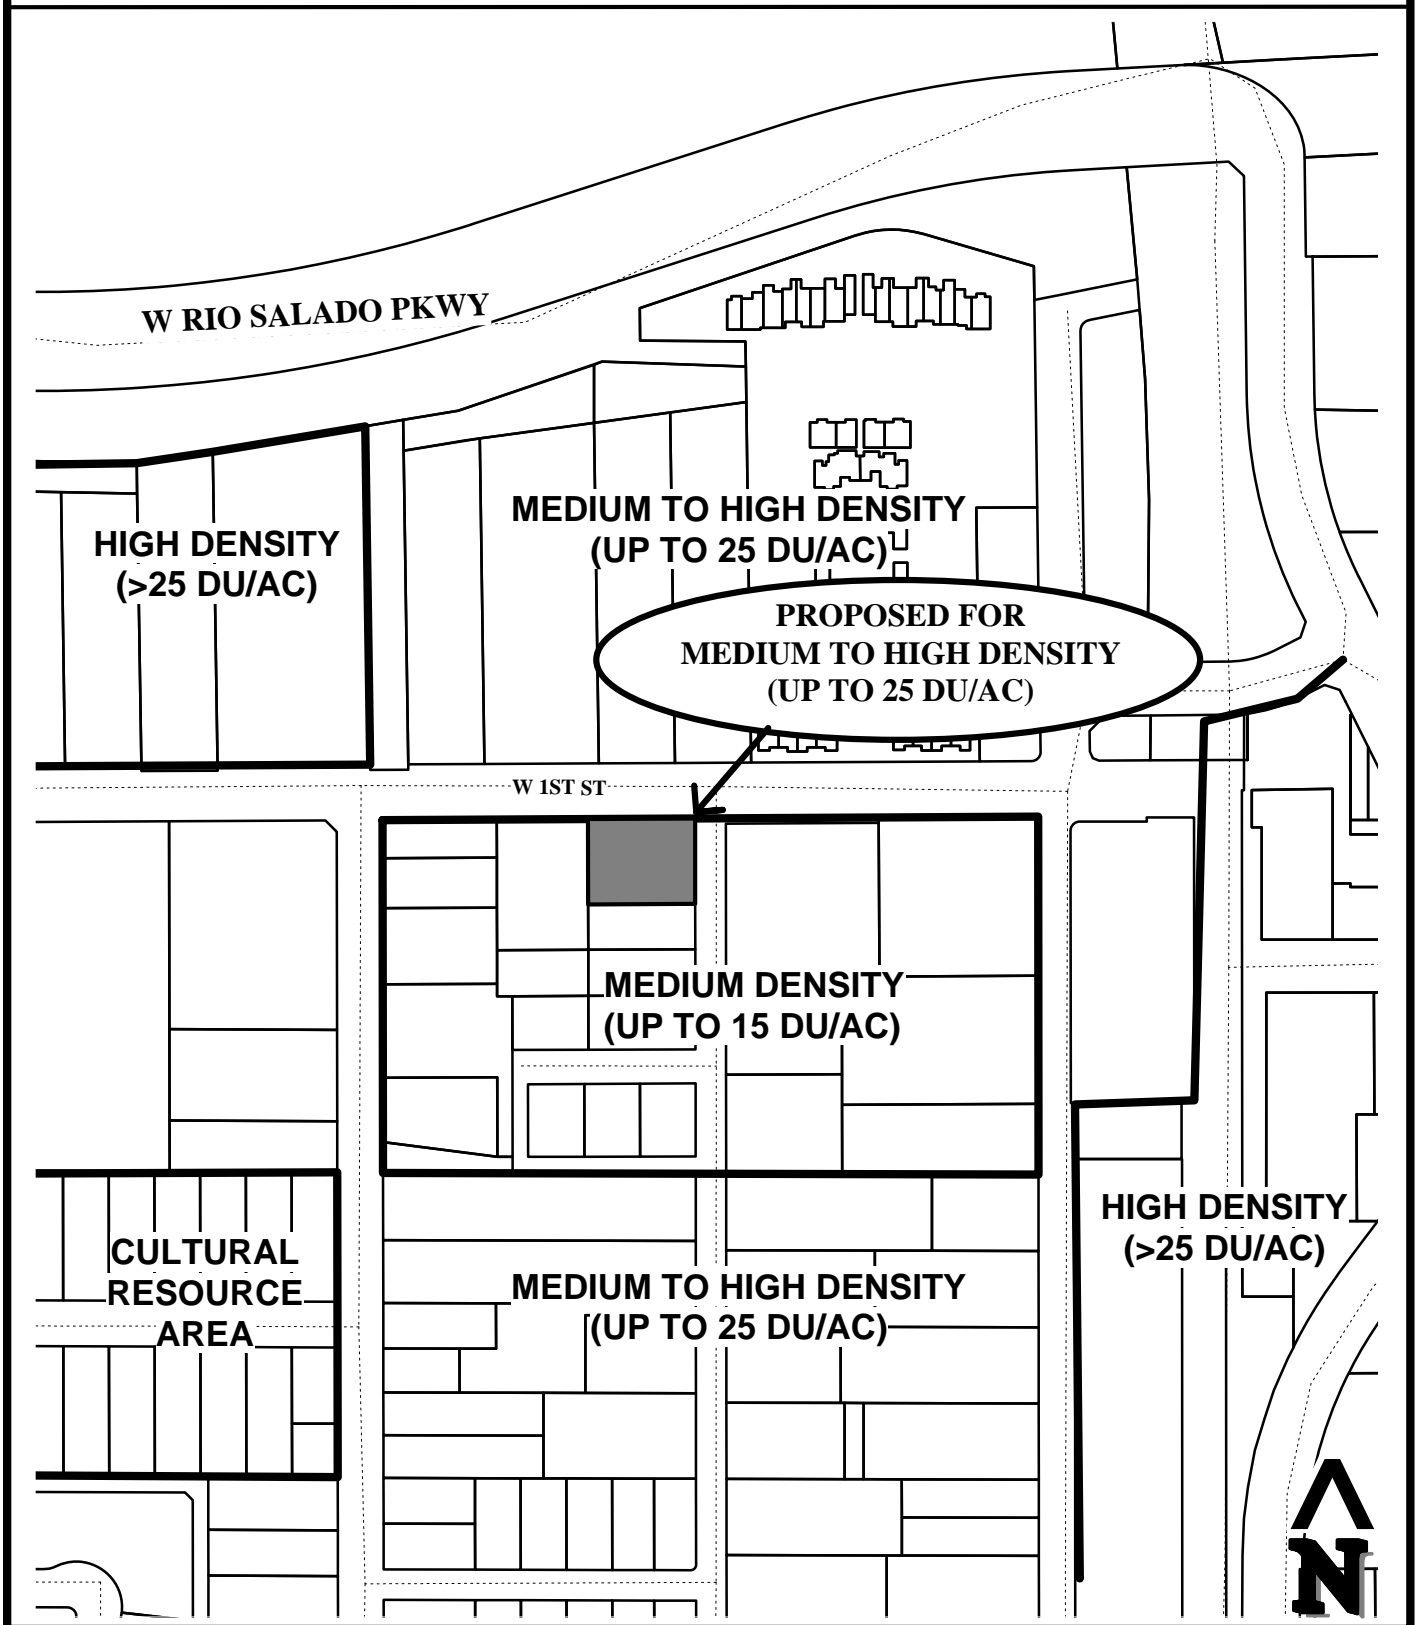 W RIO SALADO PKWY
HIGH DENSITY
(>25 DU/AC)
MEDIUM TO HIGH DENSITY
(UP TO 25 DU/AC)
PROPOSED FOR
MEDIUM TO HIGH DENSITY
(UP TO 25 DU/AC)
W 1ST ST
MEDIUM DENSITY
(UP TO 15 DU/AC)
HIGH DENSITY
(>25 DU/AC)
CULTURAL
RESOURCE
AREA
MEDIUM TO HIGH DENSITY
(UP TO 25 DU/AC)
N